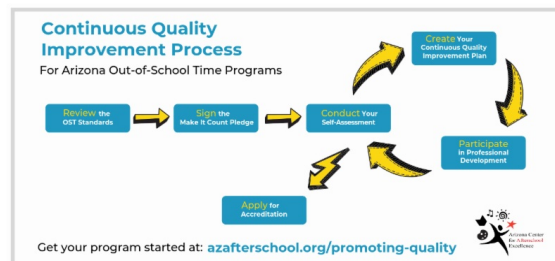 Continuous Quality
Improvement Process
For Arizona Out-of-School Time Programs
Review the
OST Standards
Sign the
Make It Count Pledge
Conduct Your
Self-Assessment
Create Your
Continuous Quality
Improvement Plan
Participate
in Professional
Development
Apply for
Accreditation
Get your program started at: azafterschool.org/promoting-quality
Arizona Center
for Afterschool
Excellence